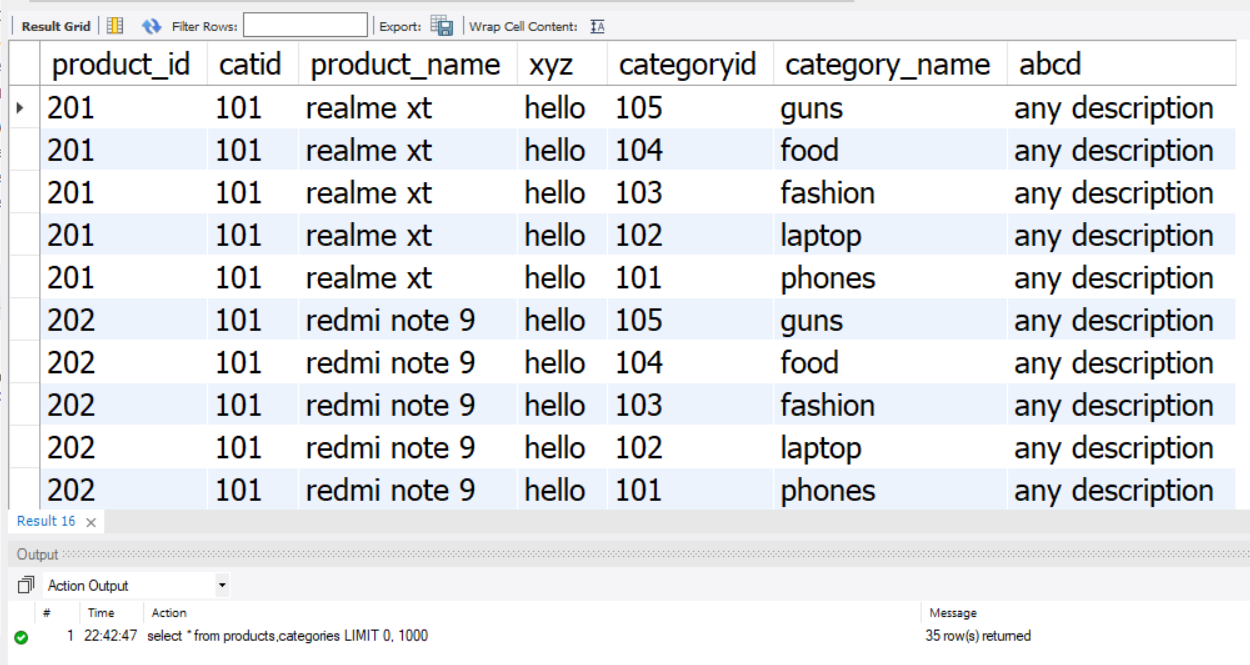 Result Grid Filter Rows: Export: Wrap Cell Content: IA
product_id catid product_name xyz categoryid category_name abcd
201 101 realme xt hello 105 guns any description
201 101 realme xt hello 104 food any description
201 101 realme xt hello 103 fashion any description
201 101 realme xt hello 102 laptop any description
201 101 realme xt hello 101 phones any description
202 101 redmi note 9 hello 105 guns any description
202 101 redmi note 9 hello 104 food any description
202 101 redmi note 9 hello 103 fashion any description
202 101 redmi note 9 hello 102 laptop any description
202 101 redmi note 9 hello 101 phones any description
Result 16
Output
Action Output
# Time Action Message
1 22:42:47 select * from products,categories LIMIT 0, 1000 35 row(s) returned